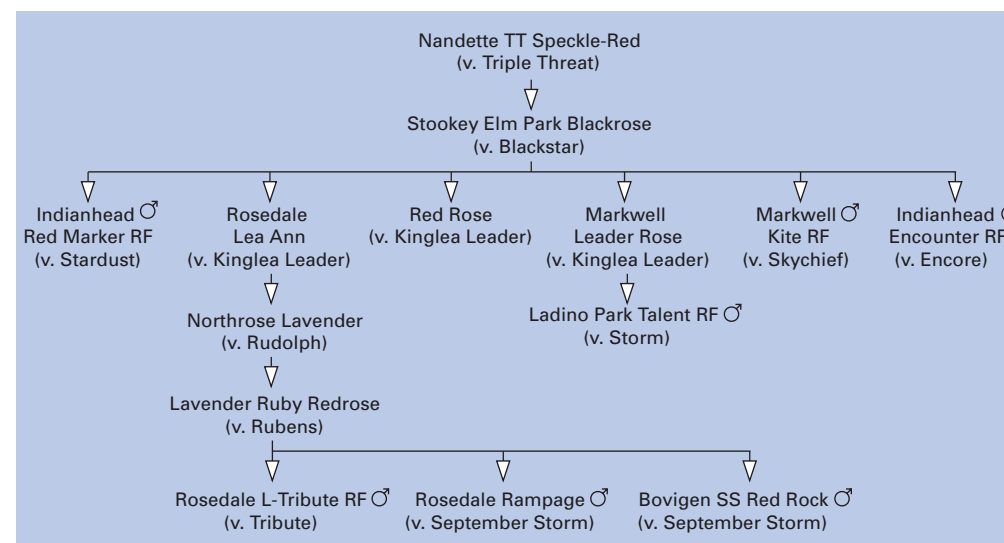 Nandette TT Speckle-Red
(v. Triple Threat)
Stookey Elm Park Blackrose
(v. Blackstar)
Indianhead ♂
Red Marker RF
(v. Stardust)
Rosedale
Lea Ann
(v. Kinglea Leader)
Red Rose
(v. Kinglea Leader)
Markwell
Leader Rose
(v. Kinglea Leader)
Markwell ♂
Kite RF
(v. Skychief)
Indianhead ♂
Encounter RF
(v. Encore)
Northrose Lavender
(v. Rudolph)
Ladino Park Talent RF ♂
(v. Storm)
Lavender Ruby Redrose
(v. Rubens)
Rosedale L-Tribute RF ♂
(v. Tribute)
Rosedale Rampage ♂
(v. September Storm)
Bovigen SS Red Rock ♂
(v. September Storm)